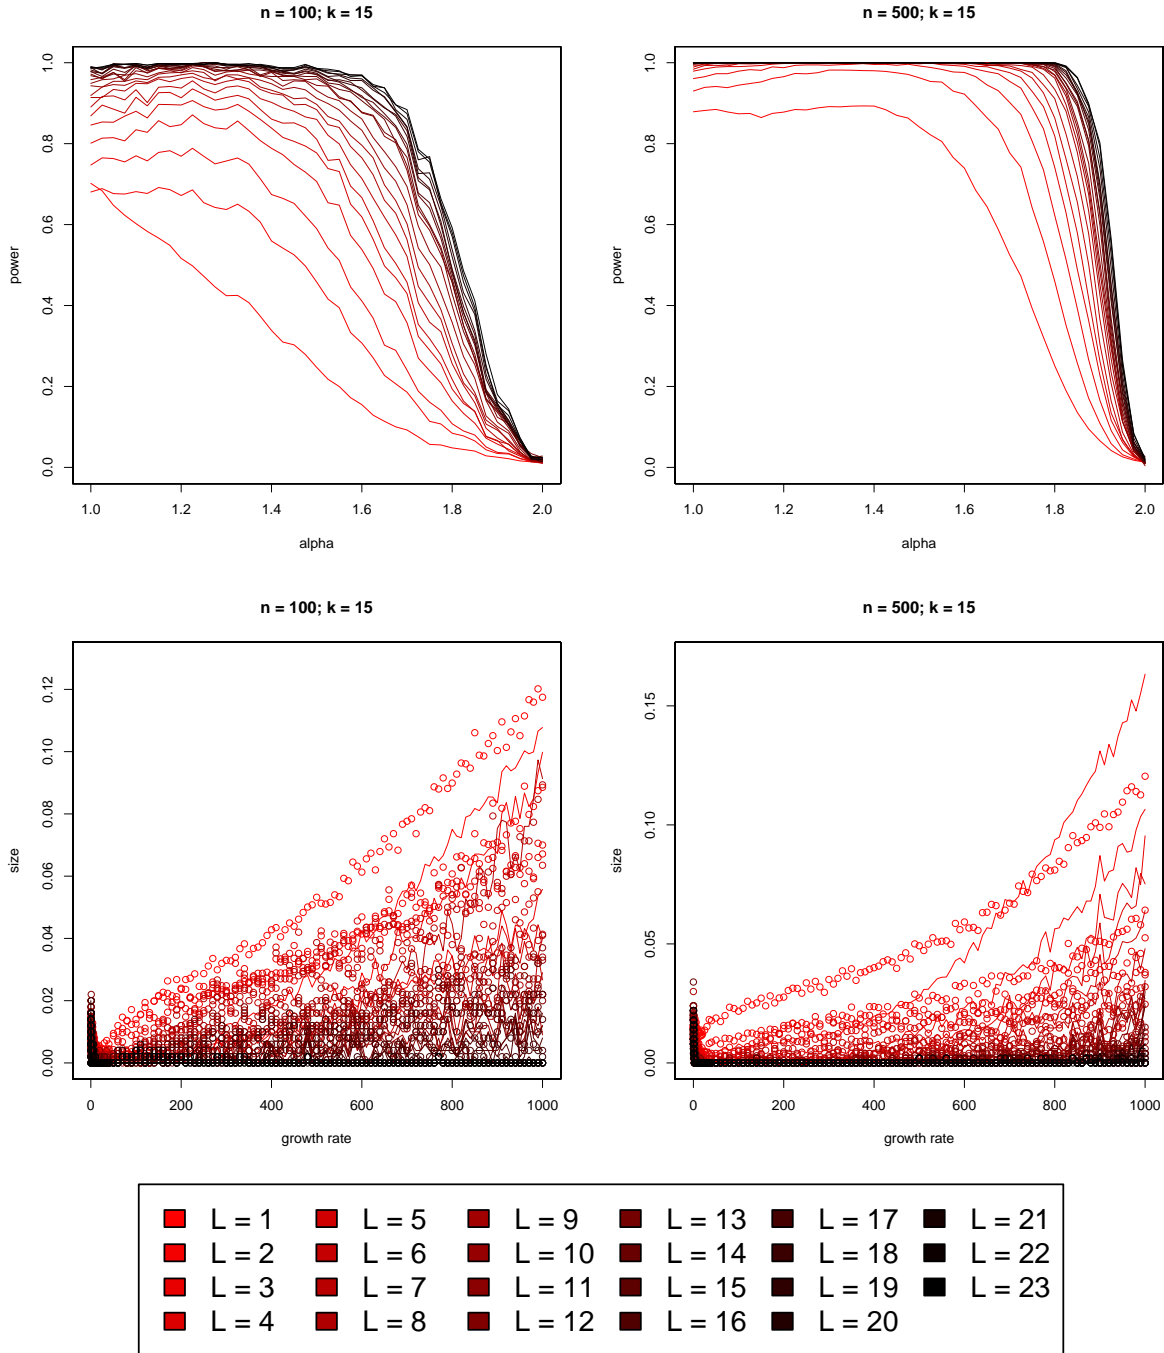 n = 100; k = 15
n = 500; k = 15
power
0.0 0.2 0.4 0.6 0.8 1.0
1.0 1.2 1.4 1.6 1.8 2.0
alpha
power
0.0 0.2 0.4 0.6 0.8 1.0
1.0 1.2 1.4 1.6 1.8 2.0
alpha
n = 100; k = 15
n = 500; k = 15
size
0.00 0.02 0.04 0.06 0.08 0.10 0.12
0 200 400 600 800 1000
growth rate
size
0.00 0.05 0.10 0.15
0 200 400 600 800 1000
growth rate
L = 1 L = 5 L = 9 L = 13 L = 17 L = 21
L = 2 L = 6 L = 10 L = 14 L = 18 L = 22
L = 3 L = 7 L = 11 L = 15 L = 19 L = 23
L = 4 L = 8 L = 12 L = 16 L = 20